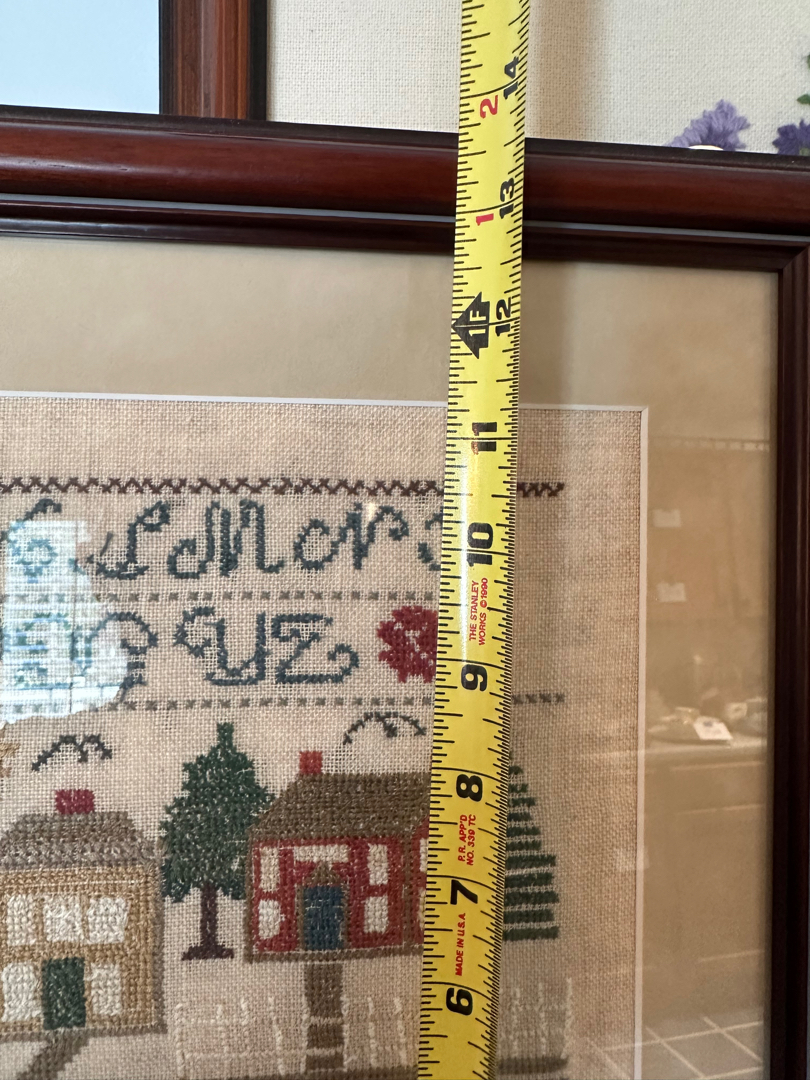 14
2
13
1
12
1F
11
10
THE STANLEY
WORKS ©1990
9
8
P.R. APP'D
NO. 339 TC
7
MADE IN U.S.A.
6
L M N
Y Z